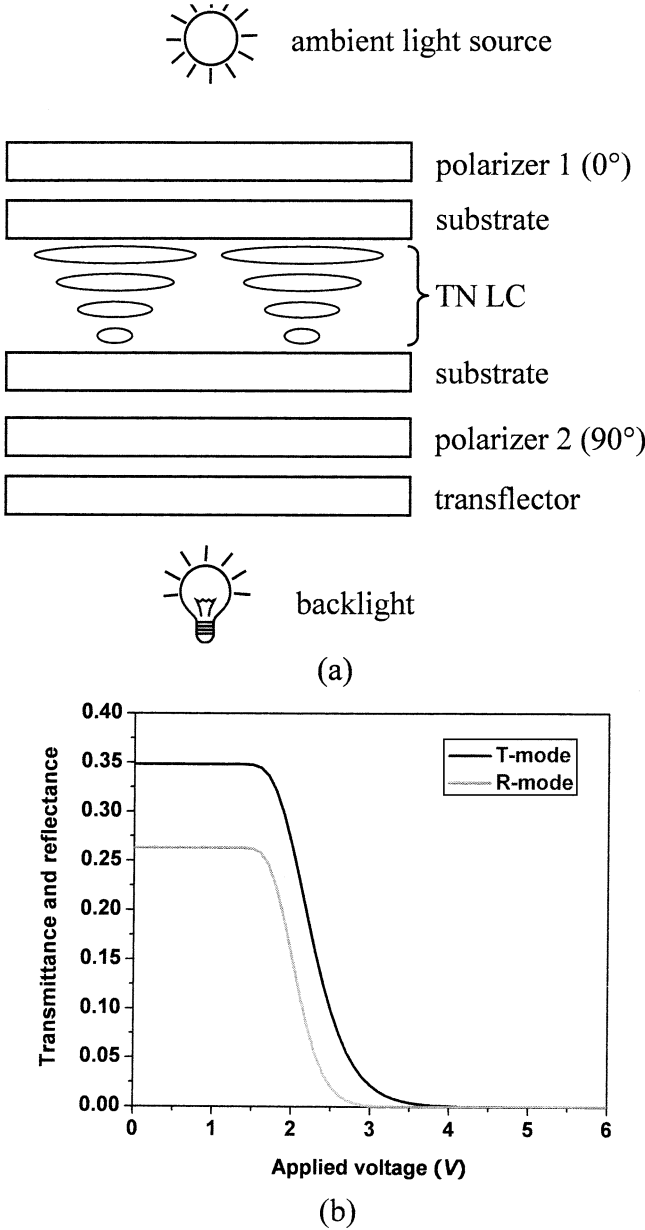 ambient light source
polarizer 1 (0°)
substrate
TN LC
substrate
polarizer 2 (90°)
transflector
backlight
(a)
Transmittance and reflectance
0.40
0.35
0.30
0.25
0.20
0.15
0.10
0.05
0.00
T-mode
R-mode
0 1 2 3 4 5 6
Applied voltage (V)
(b)